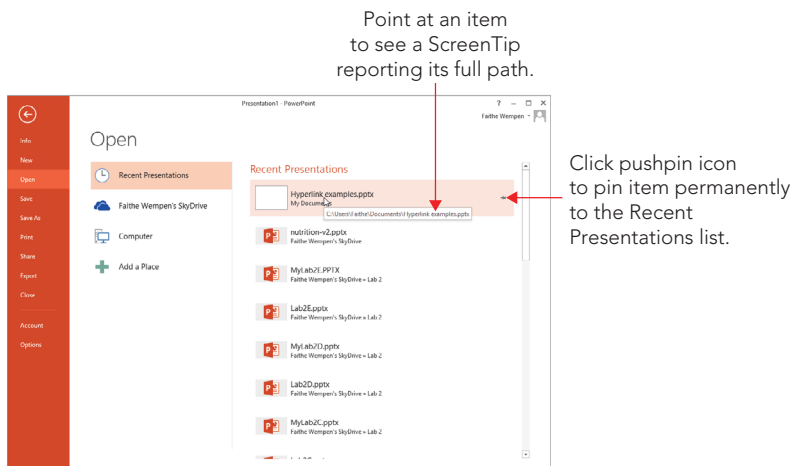 Point at an item
to see a ScreenTip
reporting its full path.
Presentation1 - PowerPoint
?
Faithe Wempen
Info
New
Open
Save
Save As
Print
Share
Export
Close
Account
Options
Open
Recent Presentations
Faithe Wempen's SkyDrive
Computer
Add a Place
Recent Presentations
Hyperlink examples.pptx
My Documents
C:\Users\Faithe\Documents\Hyperlink examples.pptx
nutrition-v2.pptx
Faithe Wempen's SkyDrive
MyLab2E.PPTX
Faithe Wempen's SkyDrive » Lab 2
Lab2E.pptx
Faithe Wempen's SkyDrive » Lab 2
MyLab2D.pptx
Faithe Wempen's SkyDrive » Lab 2
Lab2D.pptx
Faithe Wempen's SkyDrive » Lab 2
MyLab2C.pptx
Faithe Wempen's SkyDrive » Lab 2
Click pushpin icon
to pin item permanently
to the Recent
Presentations list.